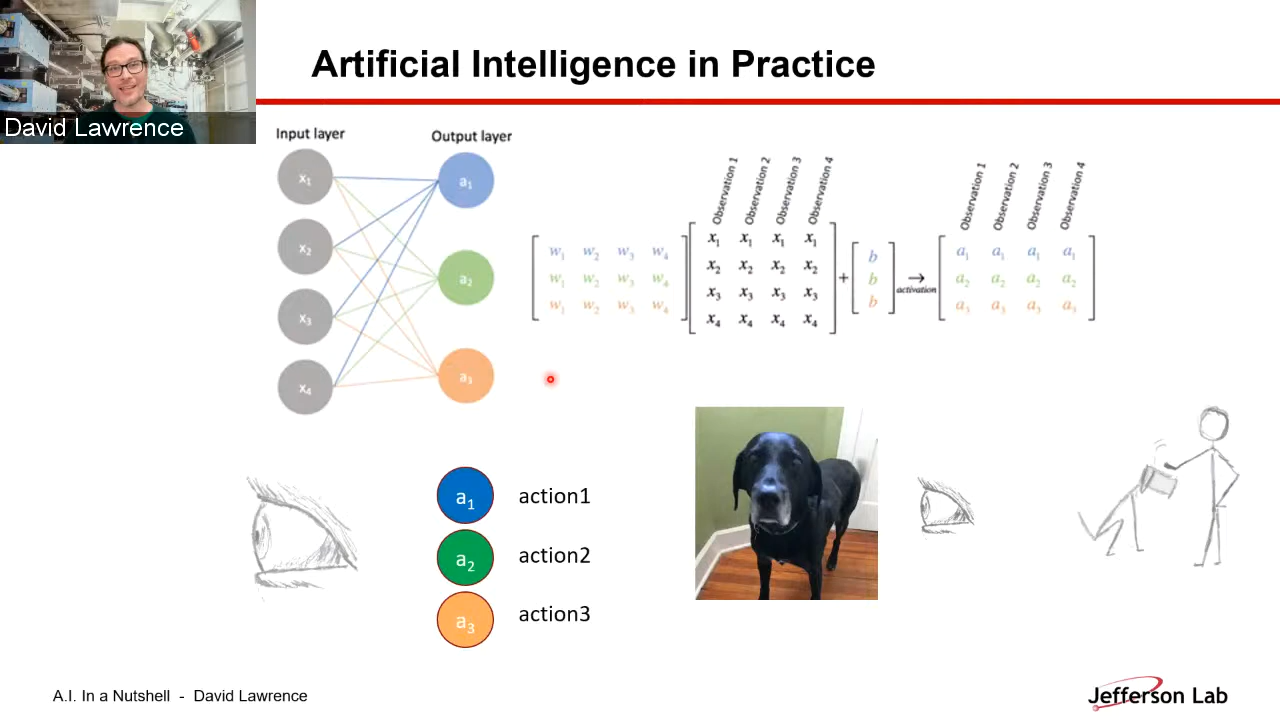 Artificial Intelligence in Practice
David Lawrence
Input layer
Output layer
x1
x2
x3
x4
a1
a2
a3
Observation 1 Observation 2 Observation 3 Observation 4
w1 w2 w3 w4
w1 w2 w3 w4
w1 w2 w3 w4
x1 x1 x1 x1
x2 x2 x2 x2
x3 x3 x3 x3
x4 x4 x4 x4
+
b
b
b
→
activation
Observation 1 Observation 2 Observation 3 Observation 4
a1 a1 a1 a1
a2 a2 a2 a2
a3 a3 a3 a3
a1 action1
a2 action2
a3 action3
A.I. In a Nutshell - David Lawrence
Jefferson Lab